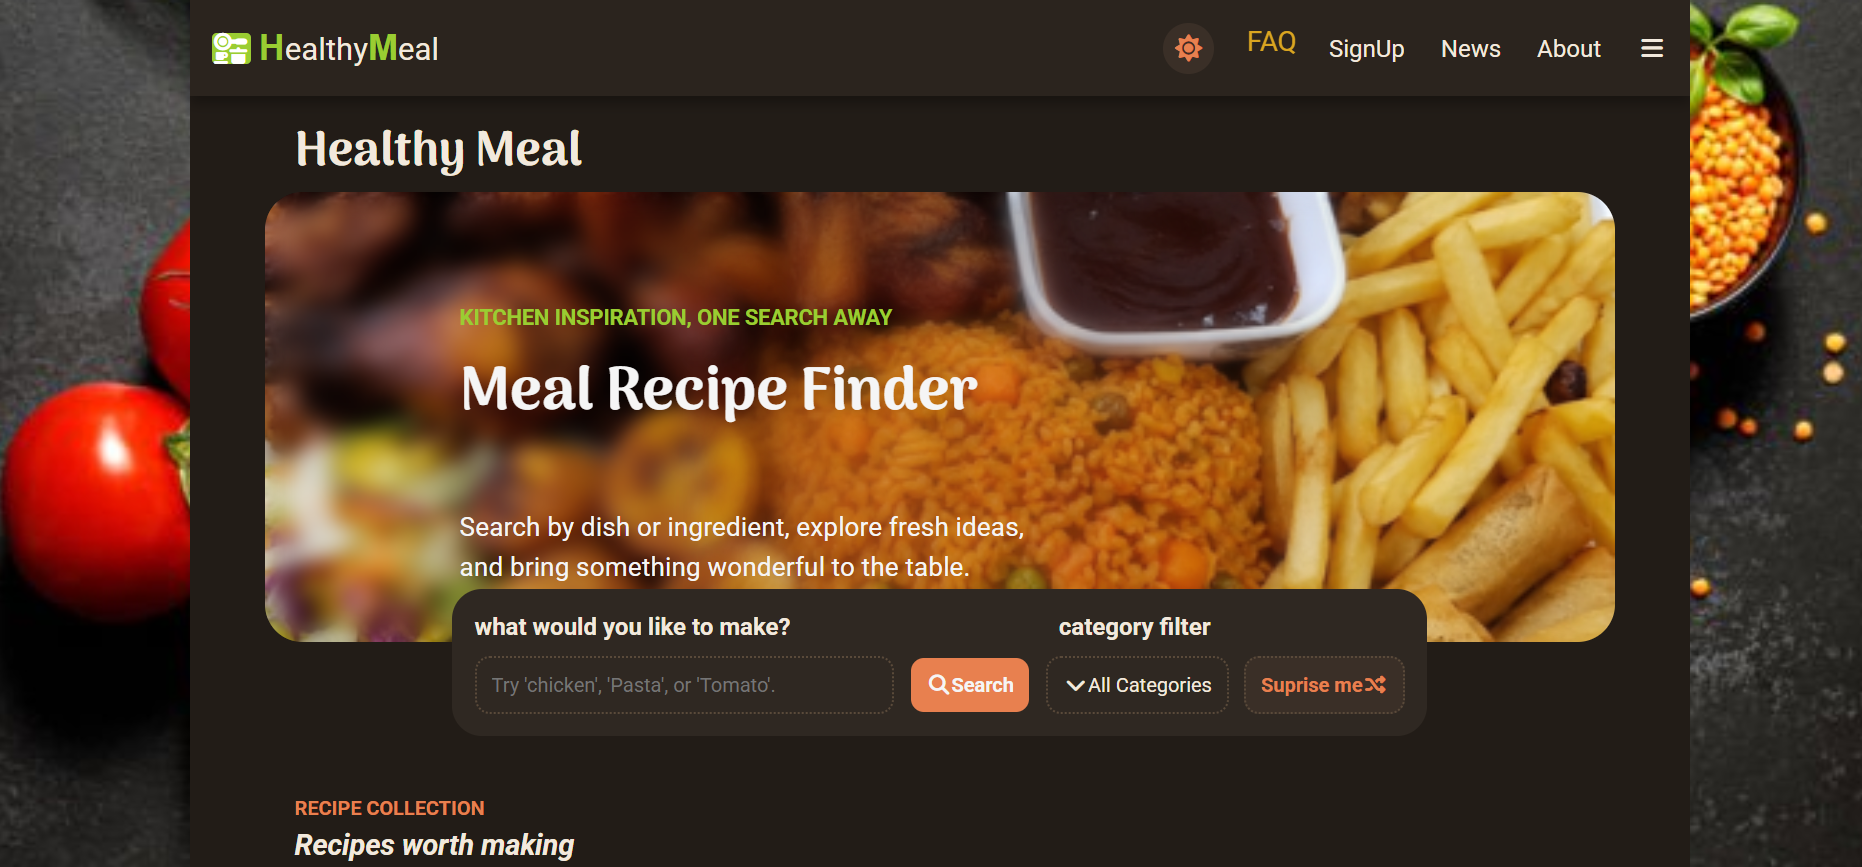 HealthyMeal
FAQ SignUp News About
Healthy Meal
KITCHEN INSPIRATION, ONE SEARCH AWAY
Meal Recipe Finder
Search by dish or ingredient, explore fresh ideas,
and bring something wonderful to the table.
what would you like to make? category filter
Try 'chicken', 'Pasta', or 'Tomato'. Search All Categories Suprise me
RECIPE COLLECTION
Recipes worth making